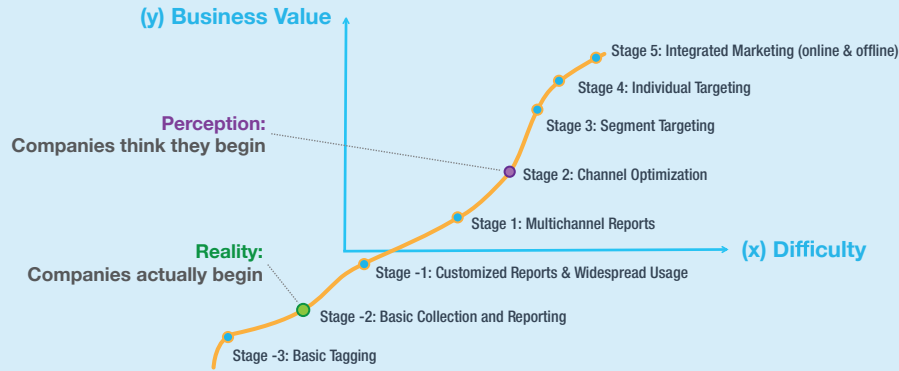 (y) Business Value
Stage 5: Integrated Marketing (online & offline)
Stage 4: Individual Targeting
Perception:
Companies think they begin
Stage 3: Segment Targeting
Stage 2: Channel Optimization
Stage 1: Multichannel Reports
(x) Difficulty
Reality:
Companies actually begin
Stage -1: Customized Reports & Widespread Usage
Stage -2: Basic Collection and Reporting
Stage -3: Basic Tagging